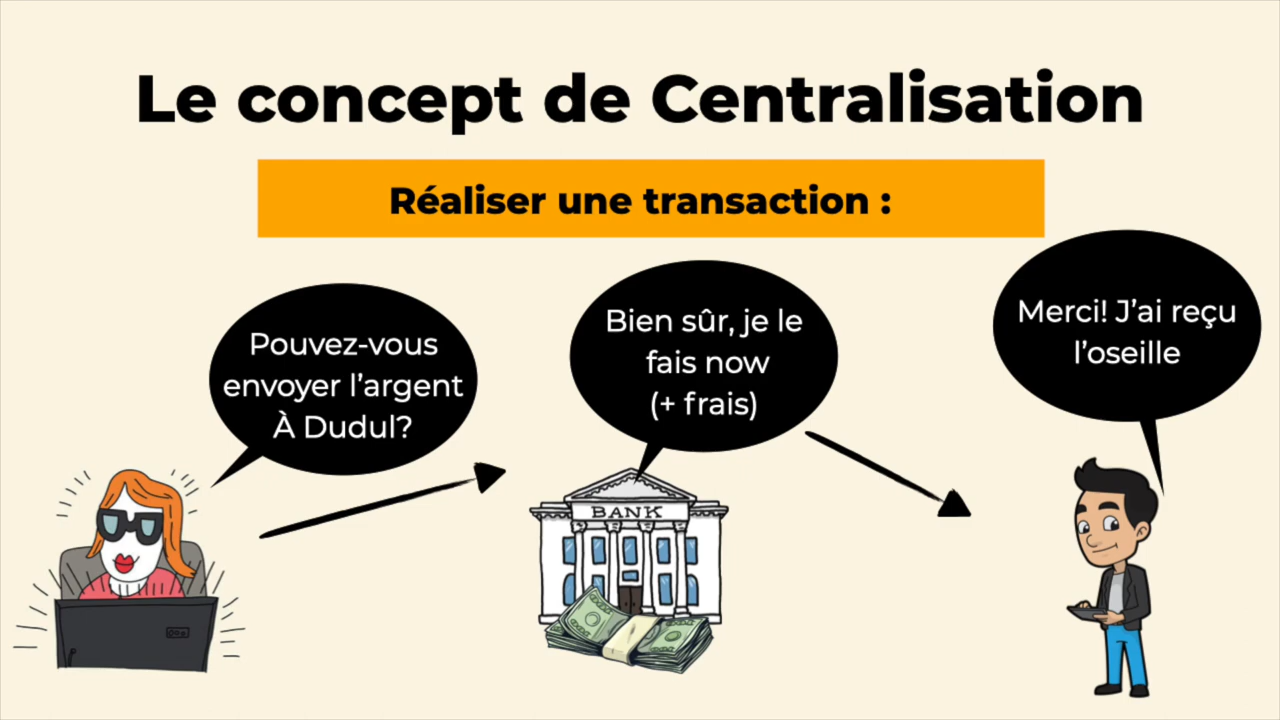 Le concept de Centralisation
Réaliser une transaction :
Pouvez-vous
envoyer l'argent
À Dudul?
Bien sûr, je le
fais now
(+ frais)
Merci! J'ai reçu
l'oseille
BANK